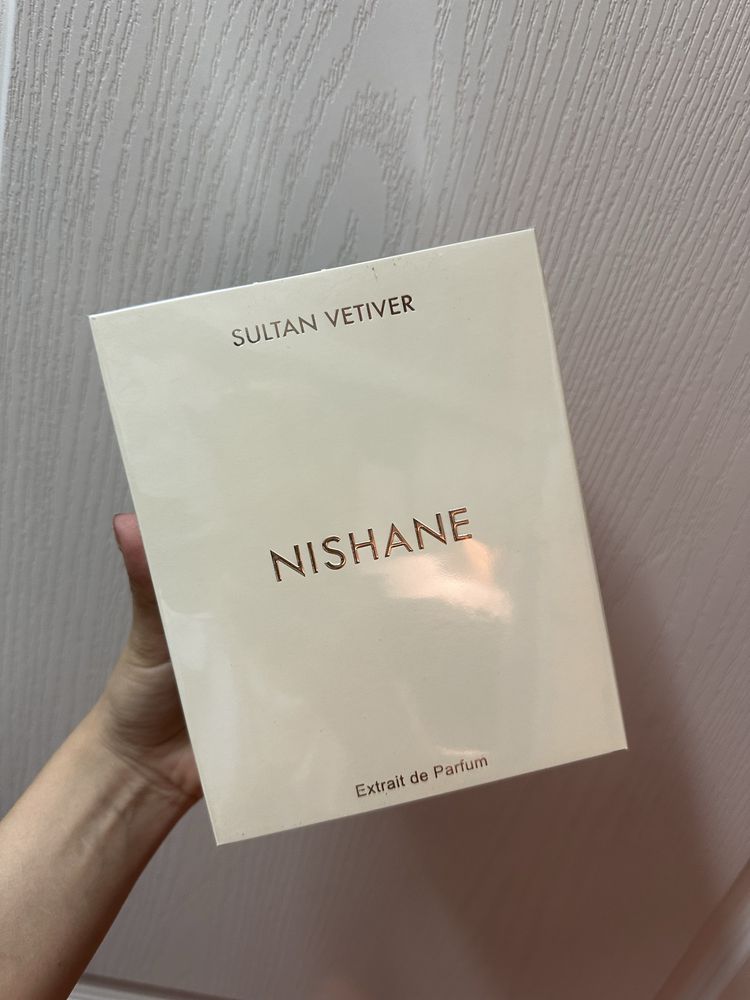 SULTAN VETIVER
NISHANE
Extrait de Parfum